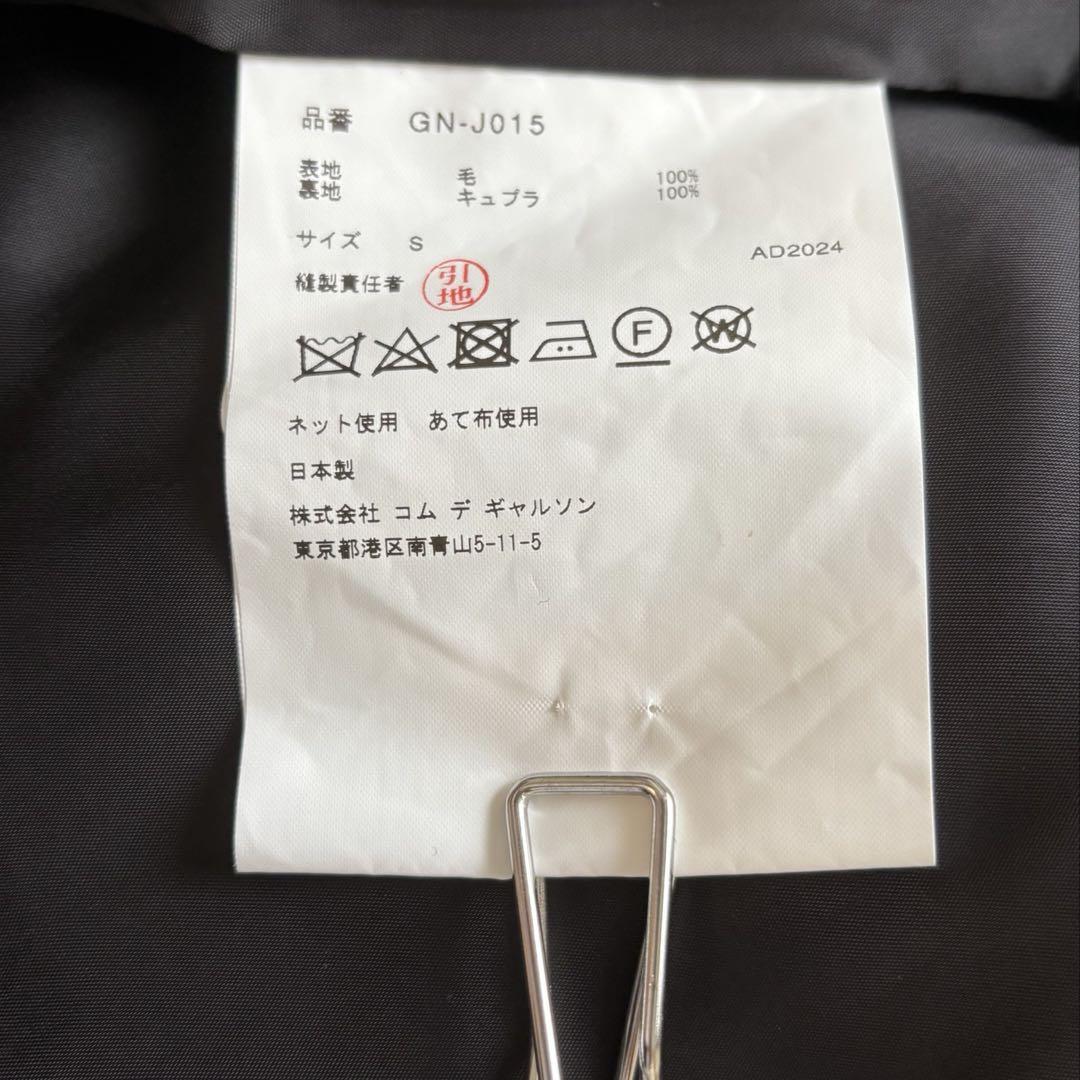 品番 GN-J015
表地 毛 100%
裏地 キュプラ 100%
サイズ S
AD2024
縫製責任者 引地
F
W
ネット使用 あて布使用
日本製
株式会社 コム デ ギャルソン
東京都港区南青山5-11-5